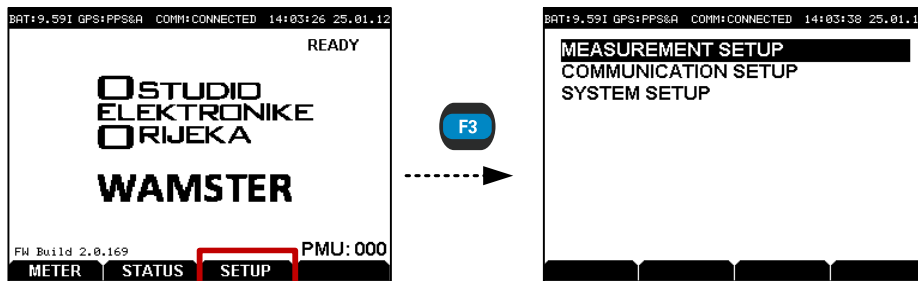 BAT:9.59I GPS:PPS&A COMM:CONNECTED 14:03:26 25.01.12
READY
STUDIO
ELEKTRONIKE
RIJEKA
WAMSTER
FW Build 2.0.169 PMU: 000
METER STATUS SETUP
F3
BAT:9.59I GPS:PPS&A COMM:CONNECTED 14:03:38 25.01.1
MEASUREMENT SETUP
COMMUNICATION SETUP
SYSTEM SETUP